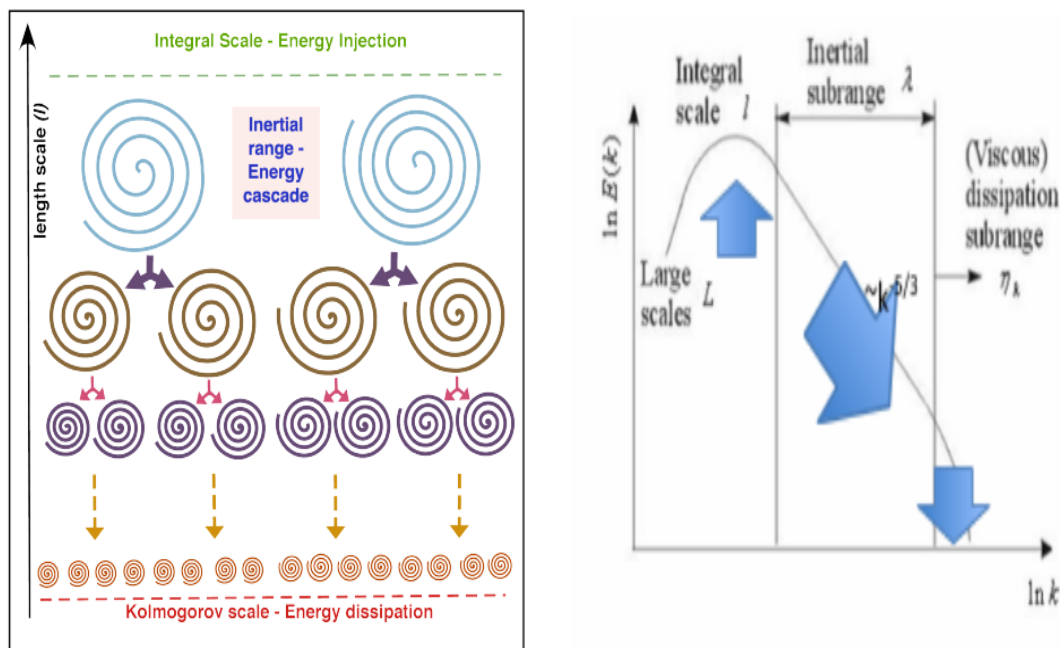 Integral Scale - Energy Injection
length scale (l)
Inertial
range -
Energy
cascade
Kolmogorov scale - Energy dissipation
ln E(k)
Integral
scale l
Inertial
subrange λ
(Viscous)
dissipation
subrange
η_k
Large
scales L
~k^-5/3
ln k